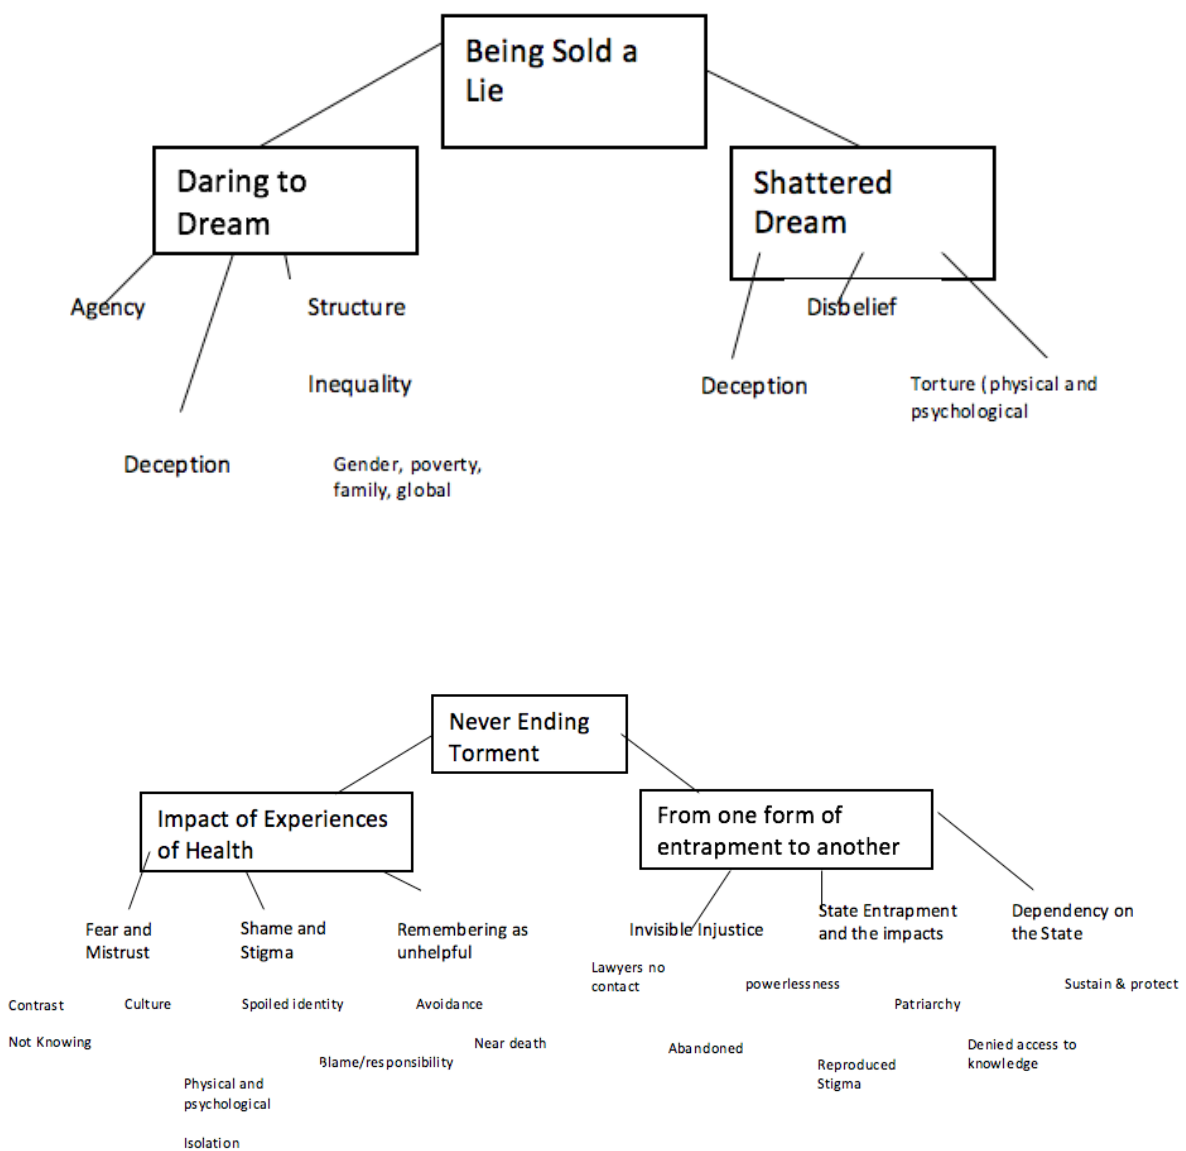 Being Sold a
Lie
Daring to
Dream
Shattered
Dream
Agency
Structure
Disbelief
Inequality
Deception
Torture (physical and
psychological
Deception
Gender, poverty,
family, global
Never Ending
Torment
Impact of Experiences
of Health
From one form of
entrapment to another
Fear and
Mistrust
Shame and
Stigma
Remembering as
unhelpful
Invisible Injustice
State Entrapment
and the impacts
Dependency on
the State
Lawyers no
contact
powerlessness
Sustain & protect
Contrast
Culture
Spoiled identity
Avoidance
Patriarchy
Not Knowing
Near death
Abandoned
Denied access to
knowledge
Blame/responsibility
Reproduced
Stigma
Physical and
psychological
Isolation